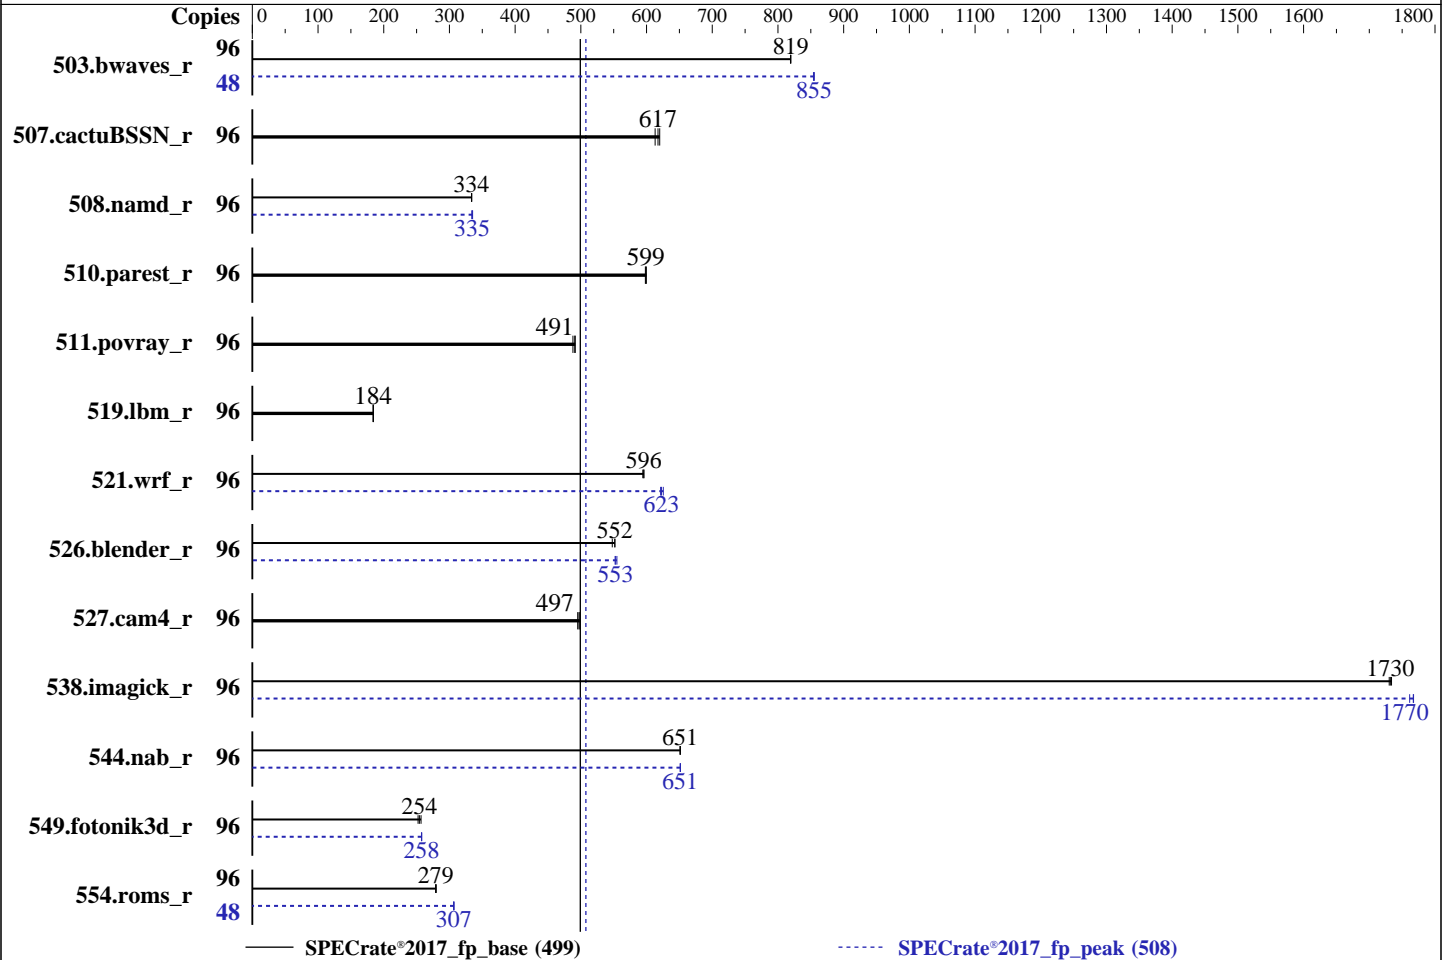 Copies 0 100 200 300 400 500 600 700 800 900 1000 1100 1200 1300 1400 1500 1600 1800
503.bwaves_r 96 819
48 855
507.cactuBSSN_r 96 617
508.namd_r 96 334
335
510.parest_r 96 599
511.povray_r 96 491
519.lbm_r 96 184
521.wrf_r 96 596
623
526.blender_r 96 552
553
527.cam4_r 96 497
538.imagick_r 96 1730
1770
544.nab_r 96 651
651
549.fotonik3d_r 96 254
258
554.roms_r 96 279
48 307
SPECrate®2017_fp_base (499) SPECrate®2017_fp_peak (508)